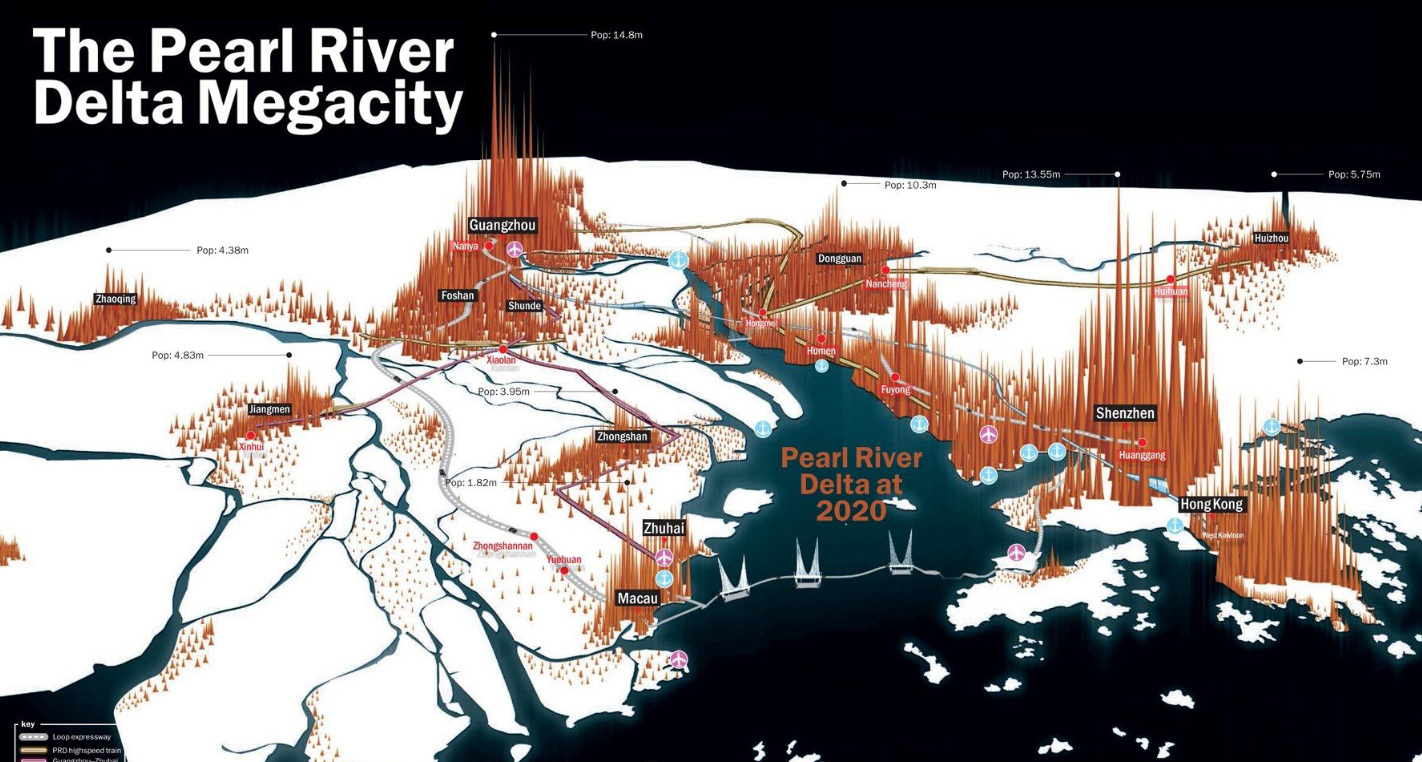 The Pearl River
Delta Megacity
Pop: 14.8m
Pop: 13.55m
Pop: 5.75m
Pop: 10.3m
Guangzhou
Nanya
Huizhou
Pop: 4.38m
Dongguan
Nancheng
Huihuan
Zhaoqing
Foshan
Shunde
Hongmei
Humen
Pop: 4.83m
Xiaolan
Pop: 7.3m
Fuyong
Pop: 3.95m
Jiangmen
Xinhui
Zhongshan
Shenzhen
Huanggang
Pearl River
Delta at
2020
Pop: 1.82m
Hong Kong
West Kowloon
Zhuhai
Zhongshannan
Yuehuan
Macau
key
Loop expressway
PRD highspeed train
Guangzhou-Zhuhai